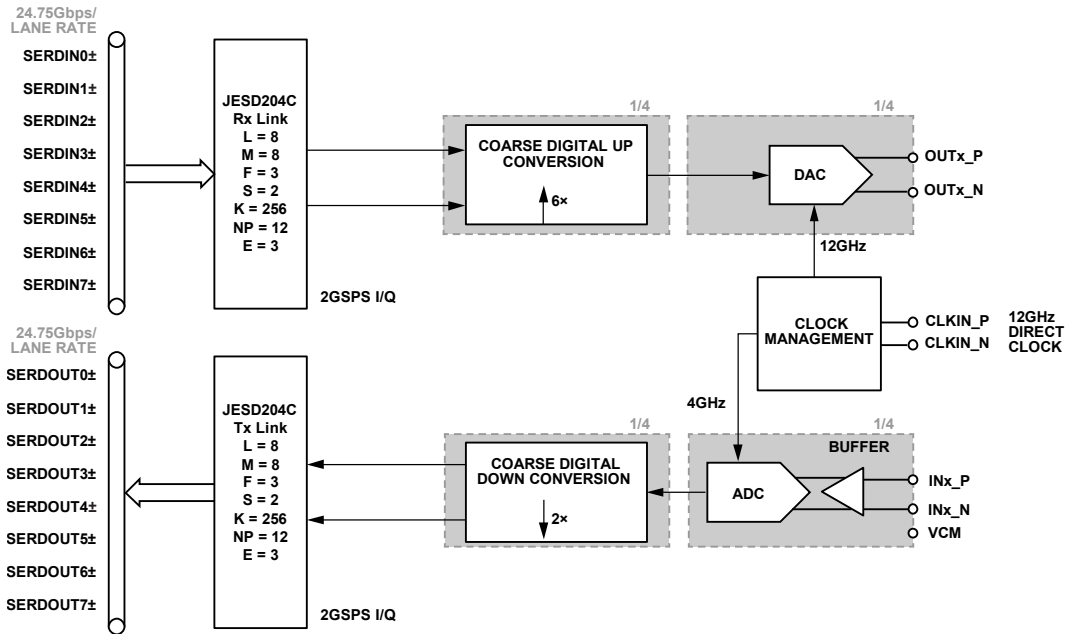 24.75Gbps/
LANE RATE
SERDIN0±
SERDIN1±
SERDIN2±
SERDIN3±
SERDIN4±
SERDIN5±
SERDIN6±
SERDIN7±
JESD204C
Rx Link
L = 8
M = 8
F = 3
S = 2
K = 256
NP = 12
E = 3
2GSPS I/Q
1/4
COARSE DIGITAL UP
CONVERSION
6×
1/4
DAC
OUTx_P
OUTx_N
12GHz
CLOCK
MANAGEMENT
CLKIN_P
CLKIN_N
12GHz
DIRECT
CLOCK
4GHz
24.75Gbps/
LANE RATE
SERDOUT0±
SERDOUT1±
SERDOUT2±
SERDOUT3±
SERDOUT4±
SERDOUT5±
SERDOUT6±
SERDOUT7±
JESD204C
Tx Link
L = 8
M = 8
F = 3
S = 2
K = 256
NP = 12
E = 3
2GSPS I/Q
1/4
COARSE DIGITAL
DOWN CONVERSION
2×
1/4
BUFFER
ADC
INx_P
INx_N
VCM